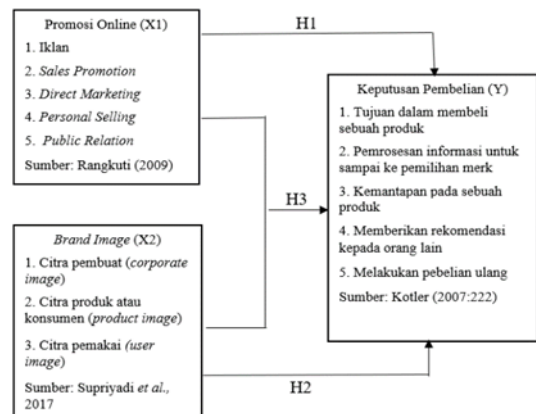 Promosi Online (X1)
1. Iklan
2. Sales Promotion
3. Direct Marketing
4. Personal Selling
5. Public Relation
Sumber: Rangkuti (2009)
H1
Keputusan Pembelian (Y)
1. Tujuan dalam membeli
sebuah produk
2. Pemrosesan informasi untuk
sampai ke pemilihan merk
3. Kemantapan pada sebuah
produk
4. Memberikan rekomendasi
kepada orang lain
5. Melakukan pebelian ulang
Sumber: Kotler (2007:222)
H3
Brand Image (X2)
1. Citra pembuat (corporate
image)
2. Citra produk atau
konsumen (product image)
3. Citra pemakai (user
image)
Sumber: Supriyadi et al.,
2017
H2